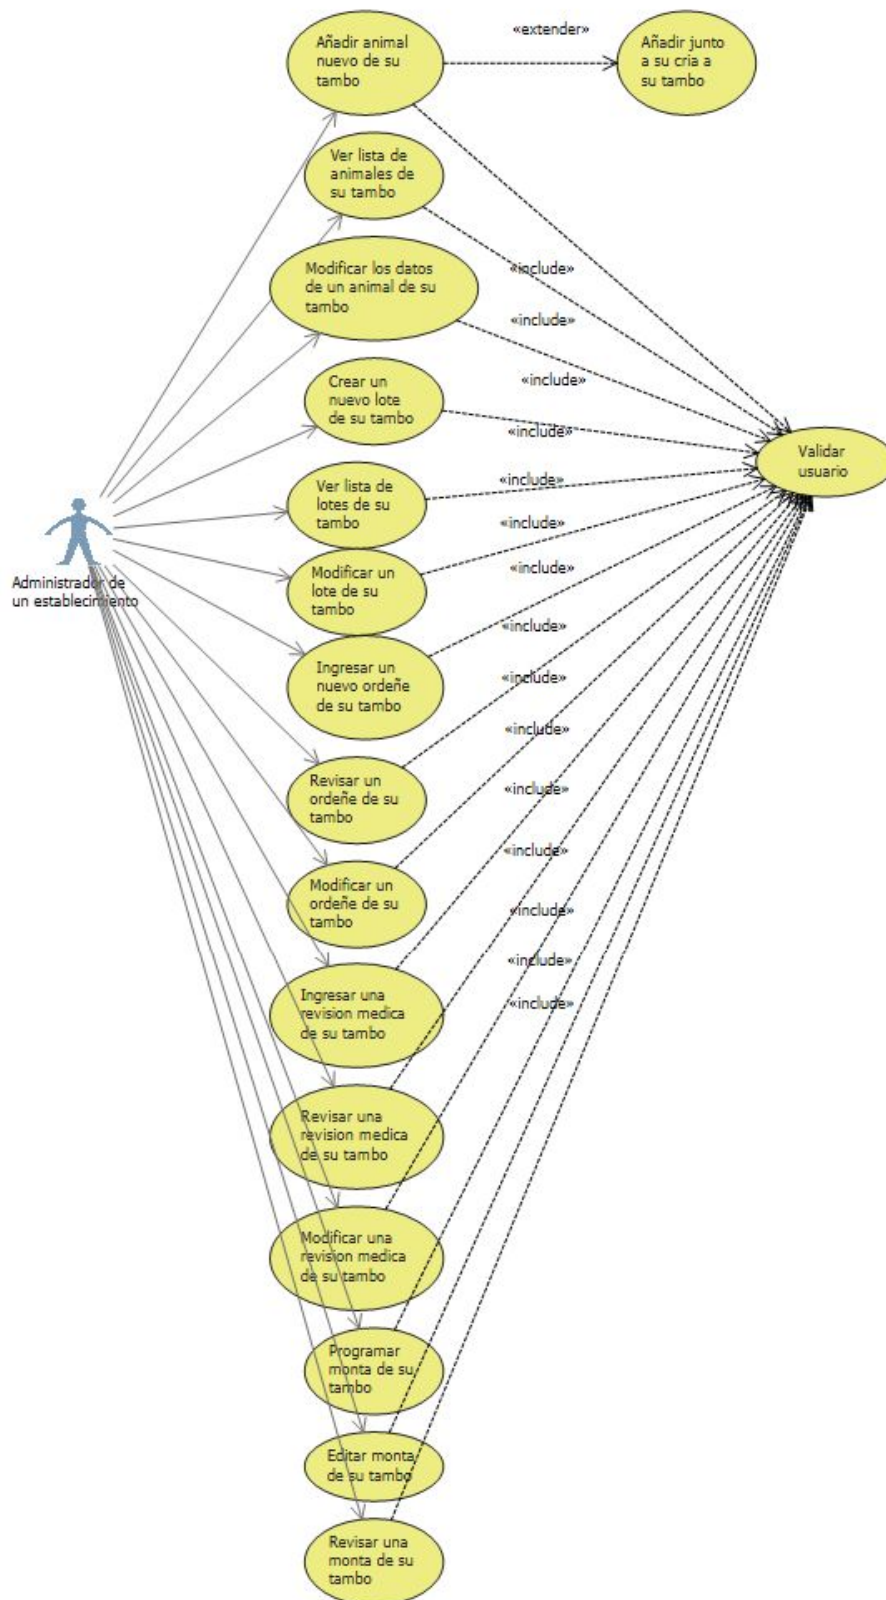 Añadir animal
nuevo de su
tambo
«extender»
Añadir junto
a su cria a
su tambo
Ver lista de
animales de
su tambo
Modificar los datos
de un animal de su
tambo
«include»
«include»
Crear un
nuevo lote
de su tambo
«include»
«include»
Validar
usuario
Ver lista de
lotes de su
tambo
«include»
«include»
Administrador de
un establecimiento
Modificar un
lote de su
tambo
«include»
Ingresar un
nuevo ordeñe
de su tambo
«include»
«include»
Revisar un
ordeñe de su
tambo
«include»
«include»
Modificar un
ordeñe de su
tambo
«include»
«include»
Ingresar una
revision medica
de su tambo
«include»
«include»
Revisar una
revision medica
de su tambo
Modificar una
revision medica
de su tambo
Programar
monta de su
tambo
Editar monta
de su tambo
Revisar una
monta de su
tambo